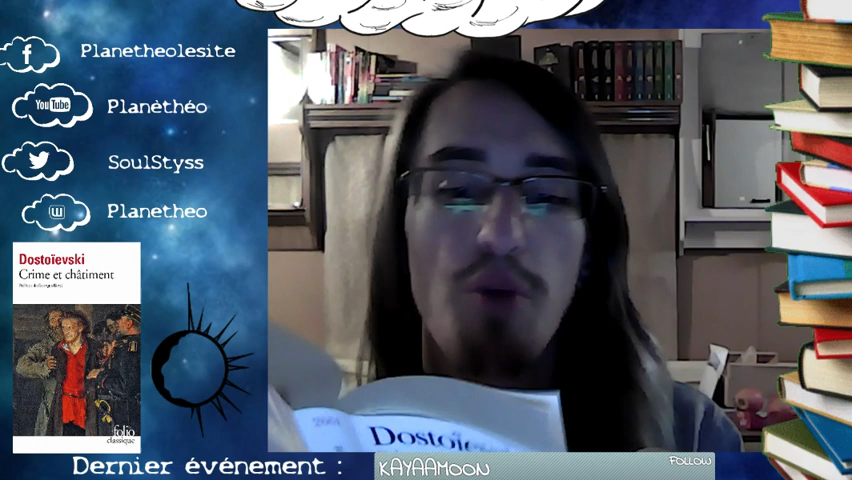 f Planetheolesite
YouTube Planèthéo
SoulStyss
w Planetheo
Dostoïevski
Crime et châtiment
folio
classique
Dostoïe
Dernier événement :
KAYAAMOON
FOLLOW